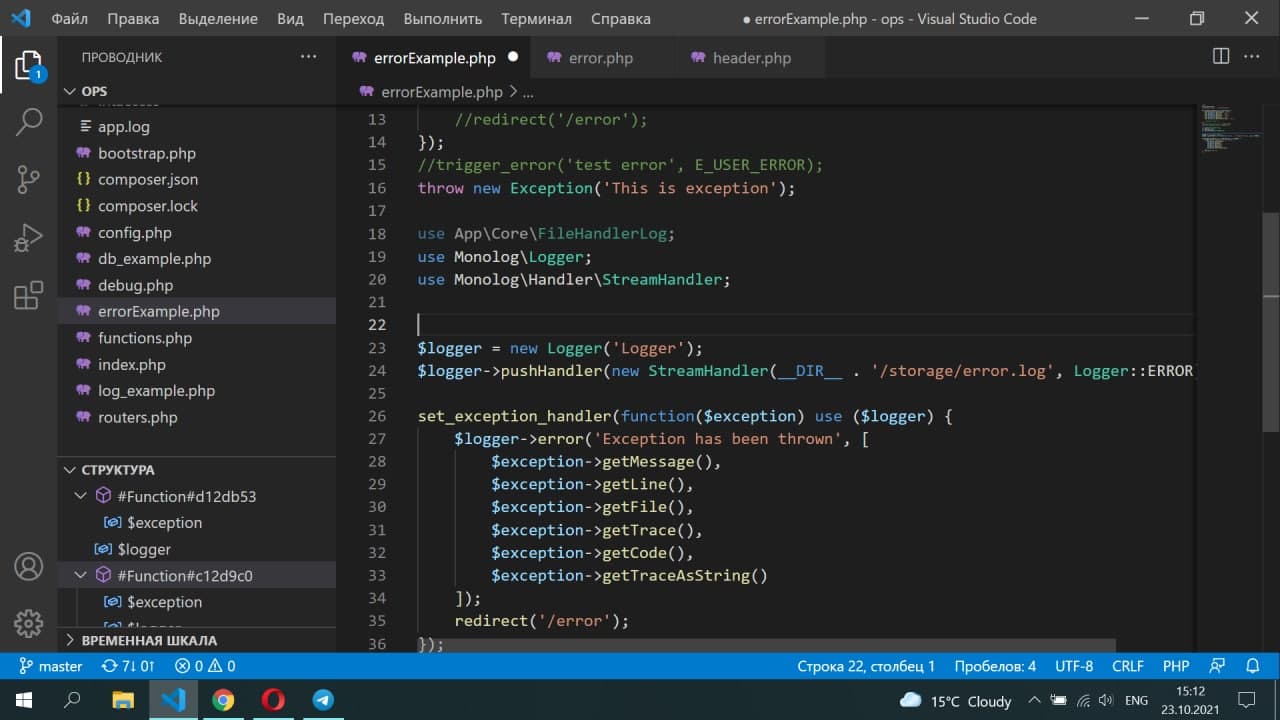 Файл Правка Выделение Вид Переход Выполнить Терминал Справка ● errorExample.php - ops - Visual Studio Code
ПРОВОДНИК ··· errorExample.php ● error.php header.php ···
OPS
errorExample.php > ...
app.log
bootstrap.php
composer.json
composer.lock
config.php
db_example.php
debug.php
errorExample.php
functions.php
index.php
log_example.php
routers.php
СТРУКТУРА
#Function#d12db53
$exception
$logger
#Function#c12d9c0
$exception
$logger
ВРЕМЕННАЯ ШКАЛА
13 //redirect('/error');
14 });
15 //trigger_error('test error', E_USER_ERROR);
16 throw new Exception('This is exception');
17
18 use App\Core\FileHandlerLog;
19 use Monolog\Logger;
20 use Monolog\Handler\StreamHandler;
21
22
23 $logger = new Logger('Logger');
24 $logger->pushHandler(new StreamHandler(__DIR__ . '/storage/error.log', Logger::ERROR
25
26 set_exception_handler(function($exception) use ($logger) {
27 $logger->error('Exception has been thrown', [
28 $exception->getMessage(),
29 $exception->getLine(),
30 $exception->getFile(),
31 $exception->getTrace(),
32 $exception->getCode(),
33 $exception->getTraceAsString()
34 ]);
35 redirect('/error');
36 });
master 7↓ 0↑ 0 0 Строка 22, столбец 1 Пробелов: 4 UTF-8 CRLF PHP
15°C Cloudy ENG 15:12
23.10.2021
1